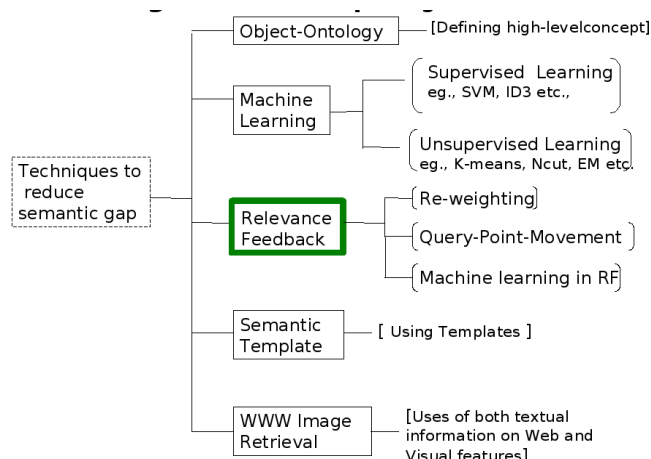 Object-Ontology
[Defining high-levelconcept]
Machine
Learning
Supervised Learning
eg., SVM, ID3 etc.,
Unsupervised Learning
eg., K-means, Ncut, EM etc.
Techniques to
reduce
semantic gap
Relevance
Feedback
Re-weighting
Query-Point-Movement
Machine learning in RF
Semantic
Template
[ Using Templates ]
WWW Image
Retrieval
[Uses of both textual
information on Web and
Visual features]